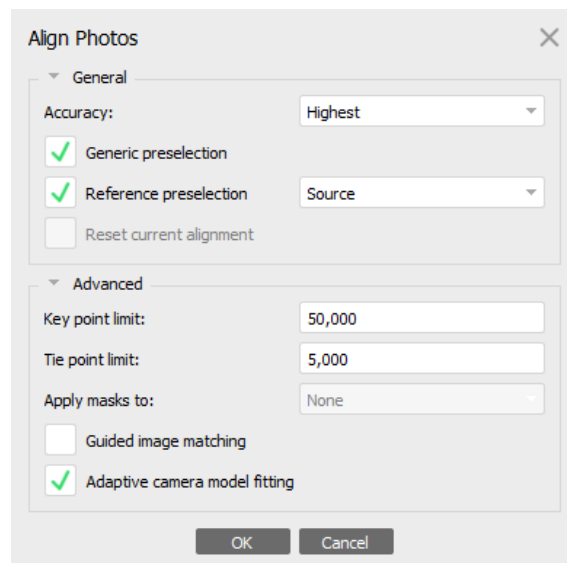 Align Photos
General
Accuracy: Highest
Generic preselection
Reference preselection Source
Reset current alignment
Advanced
Key point limit: 50,000
Tie point limit: 5,000
Apply masks to: None
Guided image matching
Adaptive camera model fitting
OK Cancel